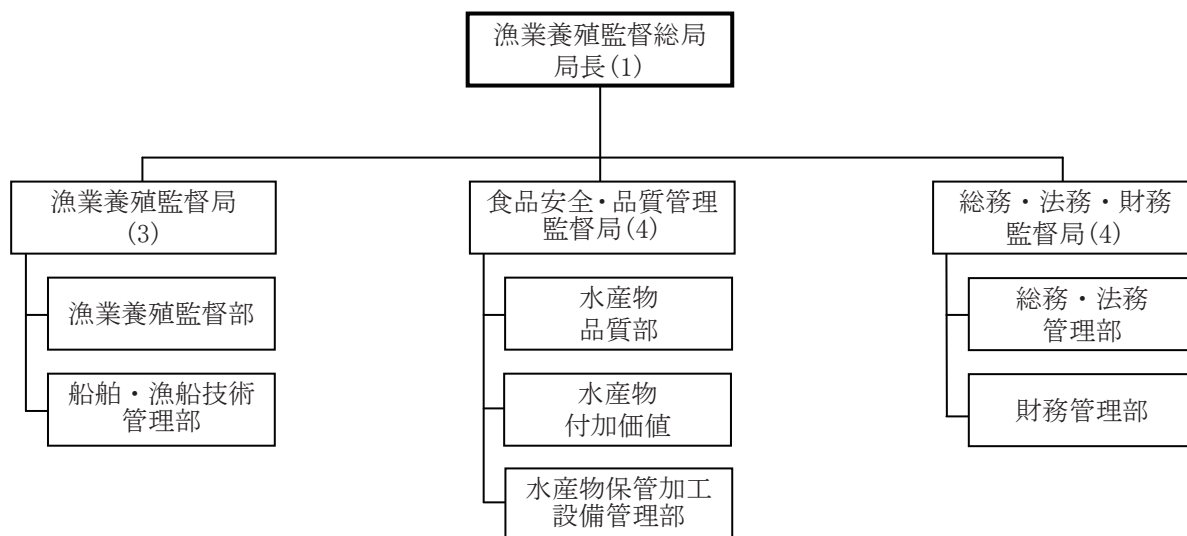 漁業養殖監督総局
局長(1)
漁業養殖監督局
(3)
漁業養殖監督部
船舶・漁船技術
管理部
食品安全・品質管理
監督局(4)
水産物
品質部
水産物
付加価値
水産物保管加工
設備管理部
総務・法務・財務
監督局(4)
総務・法務
管理部
財務管理部